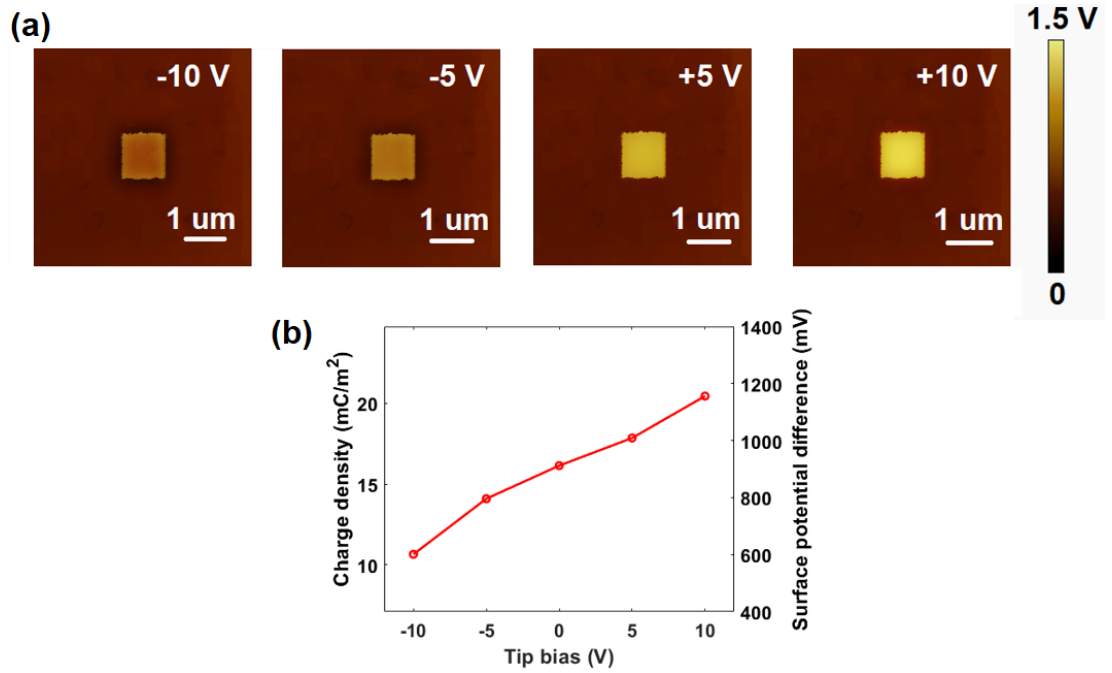 (a)
-10 V
-5 V
+5 V
+10 V
1.5 V
1 um
1 um
1 um
1 um
0
(b)
Charge density (mC/m²)
20
15
10
Surface potential difference (mV)
1400
1200
1000
800
600
400
-10
-5
0
5
10
Tip bias (V)